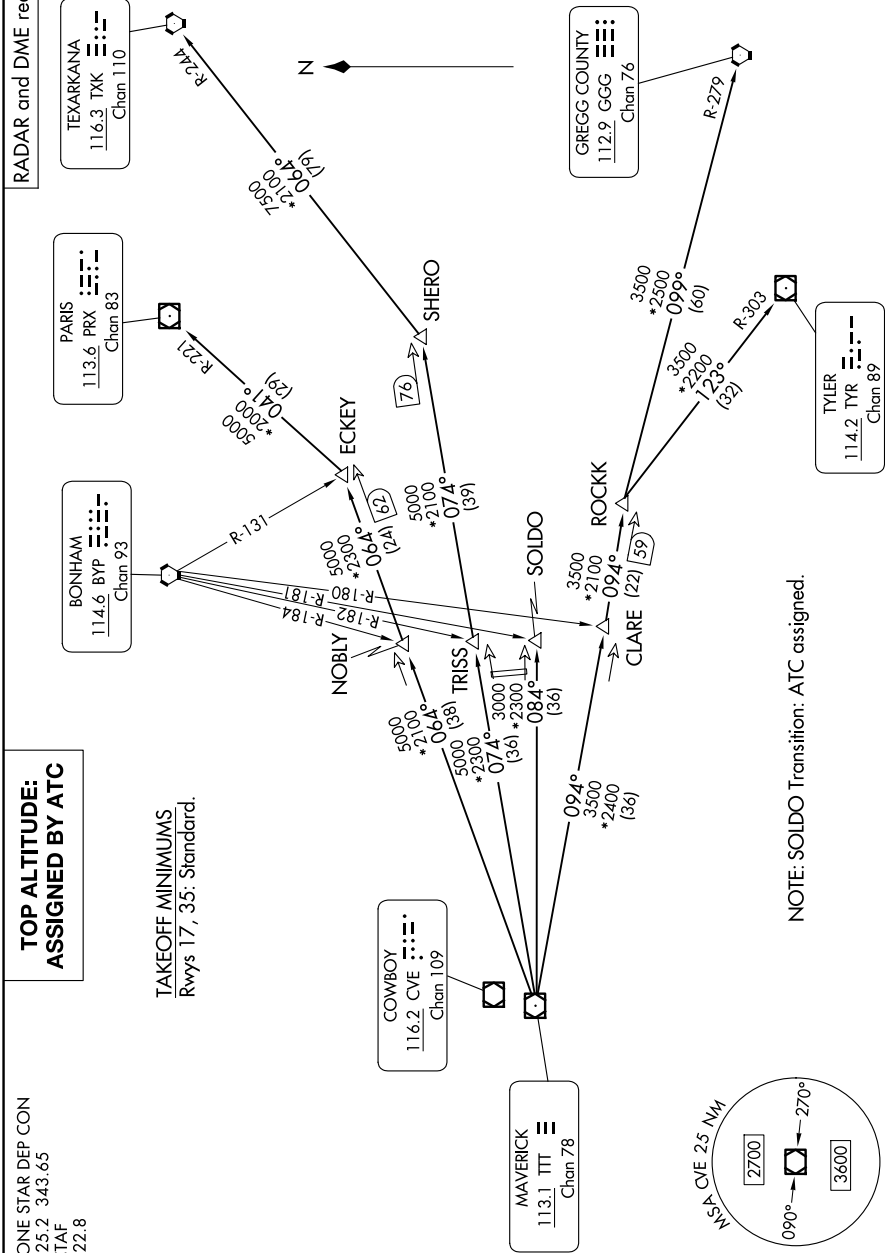 ONE STAR DEP CON
25.2 343.65
TAF
22.8
TOP ALTITUDE:
ASSIGNED BY ATC
RADAR and DME rec
TAKEOFF MINIMUMS
Rwys 17, 35: Standard.
BONHAM
114.6 BYP
Chan 93
PARIS
113.6 PRX
Chan 83
TEXARKANA
116.3 TXK
Chan 110
COWBOY
116.2 CVE
Chan 109
MAVERICK
113.1 TTT
Chan 78
GREGG COUNTY
112.9 GGG
Chan 76
TYLER
114.2 TYR
Chan 89
N
R-244
7500
*2100
064°
(79)
R-221
5000
*2000
041°
(29)
R-131
R-180
R-181
R-182
R-184
ECKEY
62
5000
*2300
064°
(24)
NOBLY
5000
*2100
064°
(38)
SHERO
76
5000
*2100
074°
(39)
TRISS
5000
*2300
074°
(36)
SOLDO
3000
*2300
084°
(36)
CLARE
094°
3500
*2400
(36)
ROCKK
59
3500
*2100
094°
(22)
3500
*2500
099°
(60)
R-279
3500
*2200
123°
(32)
R-303
NOTE: SOLDO Transition: ATC assigned.
MSA CVE 25 NM
2700
090°
270°
3600